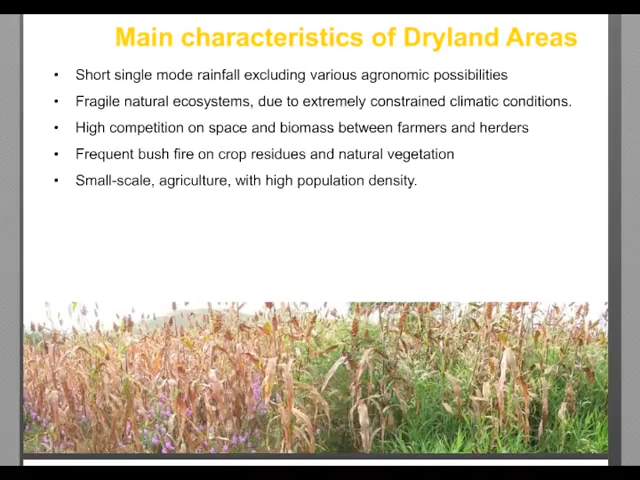 Main characteristics of Dryland Areas
• Short single mode rainfall excluding various agronomic possibilities
• Fragile natural ecosystems, due to extremely constrained climatic conditions.
• High competition on space and biomass between farmers and herders
• Frequent bush fire on crop residues and natural vegetation
• Small-scale, agriculture, with high population density.